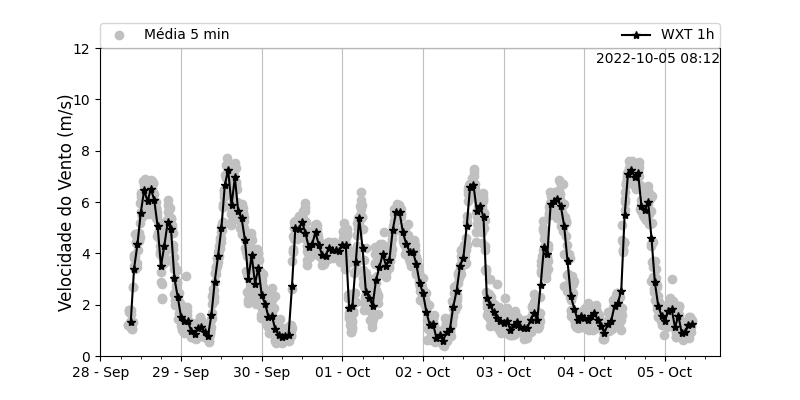 Média 5 min
WXT 1h
2022-10-05 08:12
Velocidade do Vento (m/s)
12
10
8
6
4
2
0
28 - Sep
29 - Sep
30 - Sep
01 - Oct
02 - Oct
03 - Oct
04 - Oct
05 - Oct